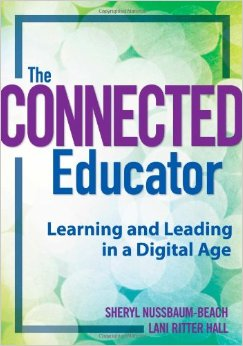 The
CONNECTED
Educator
Learning and Leading
in a Digital Age
SHERYL NUSSBAUM-BEACH
LANI RITTER HALL